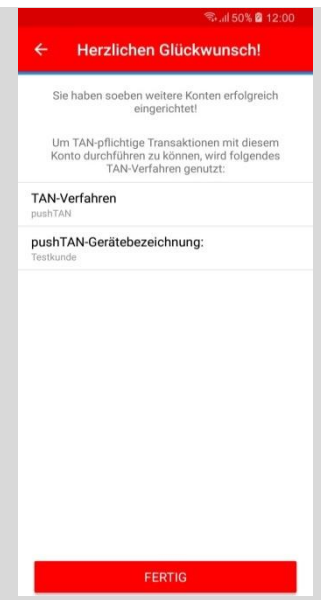 50% 12:00
Herzlichen Glückwunsch!
Sie haben soeben weitere Konten erfolgreich
eingerichtet!
Um TAN-pflichtige Transaktionen mit diesem
Konto durchführen zu können, wird folgendes
TAN-Verfahren genutzt:
TAN-Verfahren
pushTAN
pushTAN-Gerätebezeichnung:
Testkunde
FERTIG